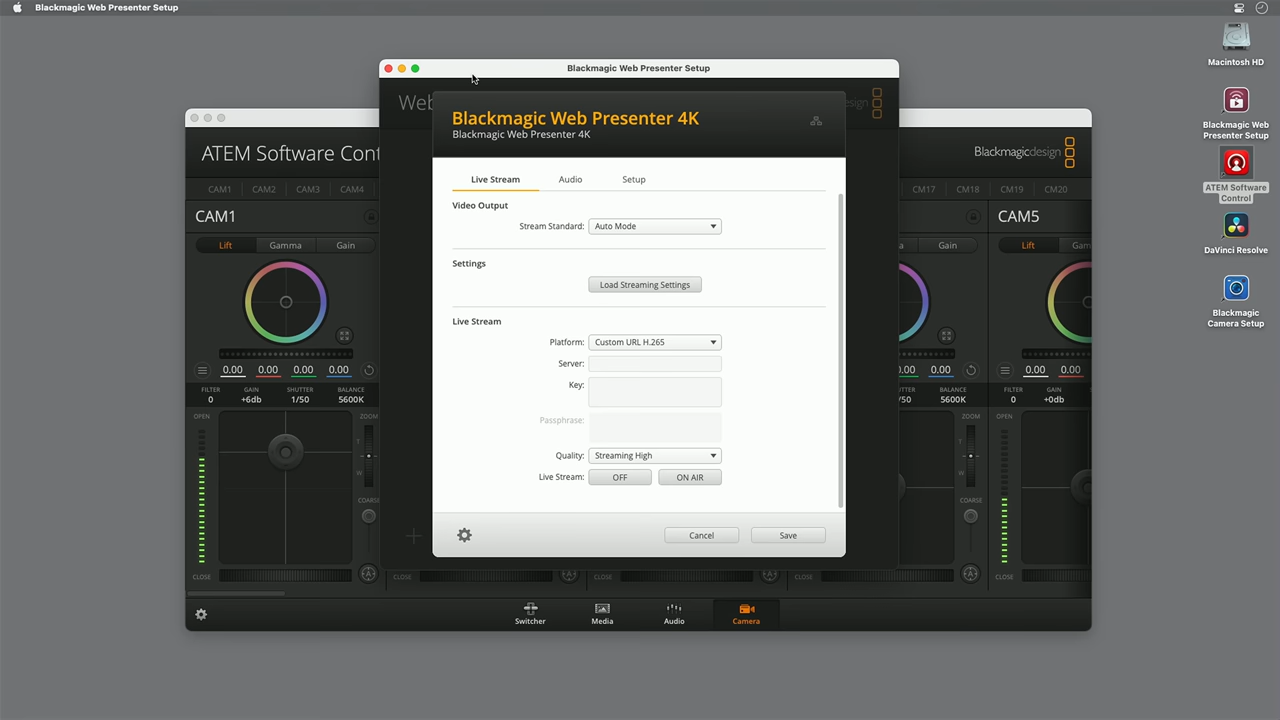 Blackmagic Web Presenter Setup
Macintosh HD
Blackmagic Web
Presenter Setup
ATEM Software
Control
DaVinci Resolve
Blackmagic
Camera Setup
Blackmagic Web Presenter Setup
Web
esign
Blackmagic Web Presenter 4K
Blackmagic Web Presenter 4K
Live Stream Audio Setup
Video Output
Stream Standard: Auto Mode
Settings
Load Streaming Settings
Live Stream
Platform: Custom URL H.265
Server:
Key:
Passphrase:
Quality: Streaming High
Live Stream: OFF ON AIR
Cancel Save
ATEM Software Cont
Blackmagicdesign
CAM1 CAM2 CAM3 CAM4 CM17 CM18 CM19 CM20
CAM1 CAM5
Lift Gamma Gain a Gain Lift Gam
0.00 0.00 0.00 0.00 .00 0.00 0.00 0.00
FILTER GAIN SHUTTER BALANCE TTER BALANCE FILTER GAIN
0 +6db 1/50 5600K /50 5600K 0 +0db
OPEN ZOOM ZOOM OPEN
T T
W W
COARSE COARSE
CLOSE A CLOSE CLOSE CLOSE A CLOSE
Switcher Media Audio Camera